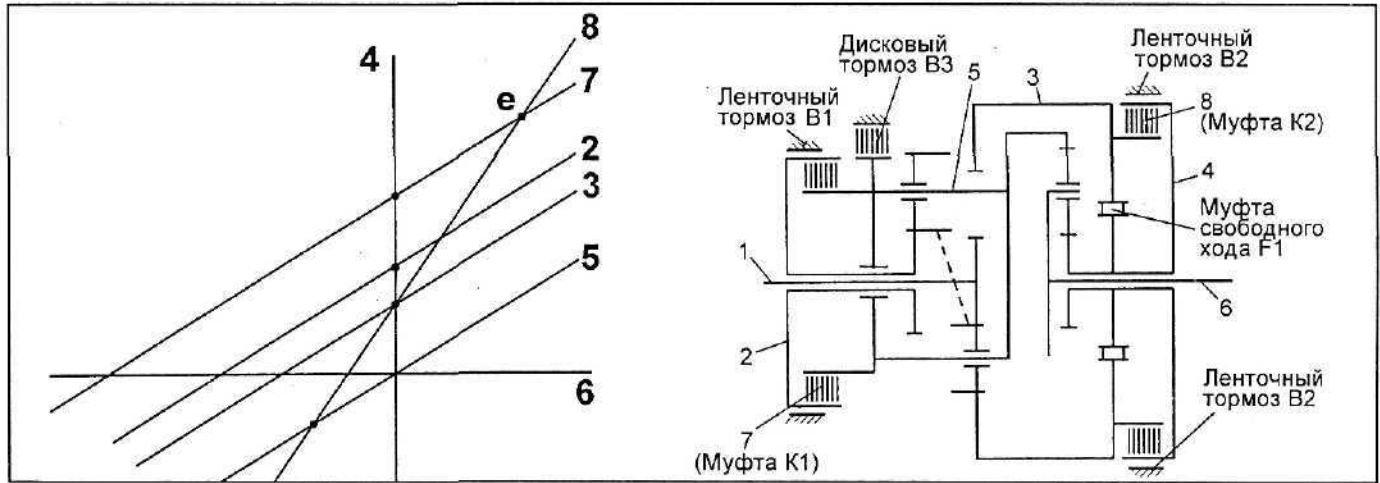 8
4
7
e
2
3
5
6
Дисковый
тормоз В3
5
3
Ленточный
тормоз В2
Ленточный
тормоз В1
8
(Муфта К2)
4
Муфта
свободного
хода F1
1
6
2
Ленточный
тормоз В2
7
(Муфта К1)